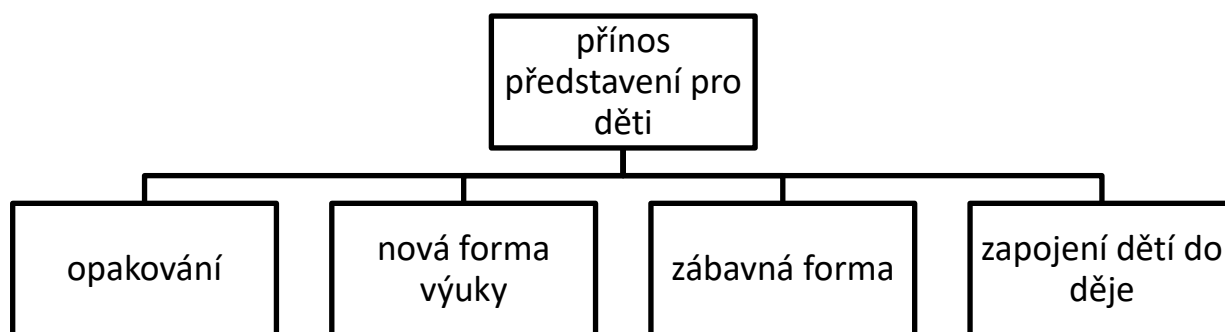 přínos
představení pro
děti
opakování
nová forma
výuky
zábavná forma
zapojení dětí do
děje